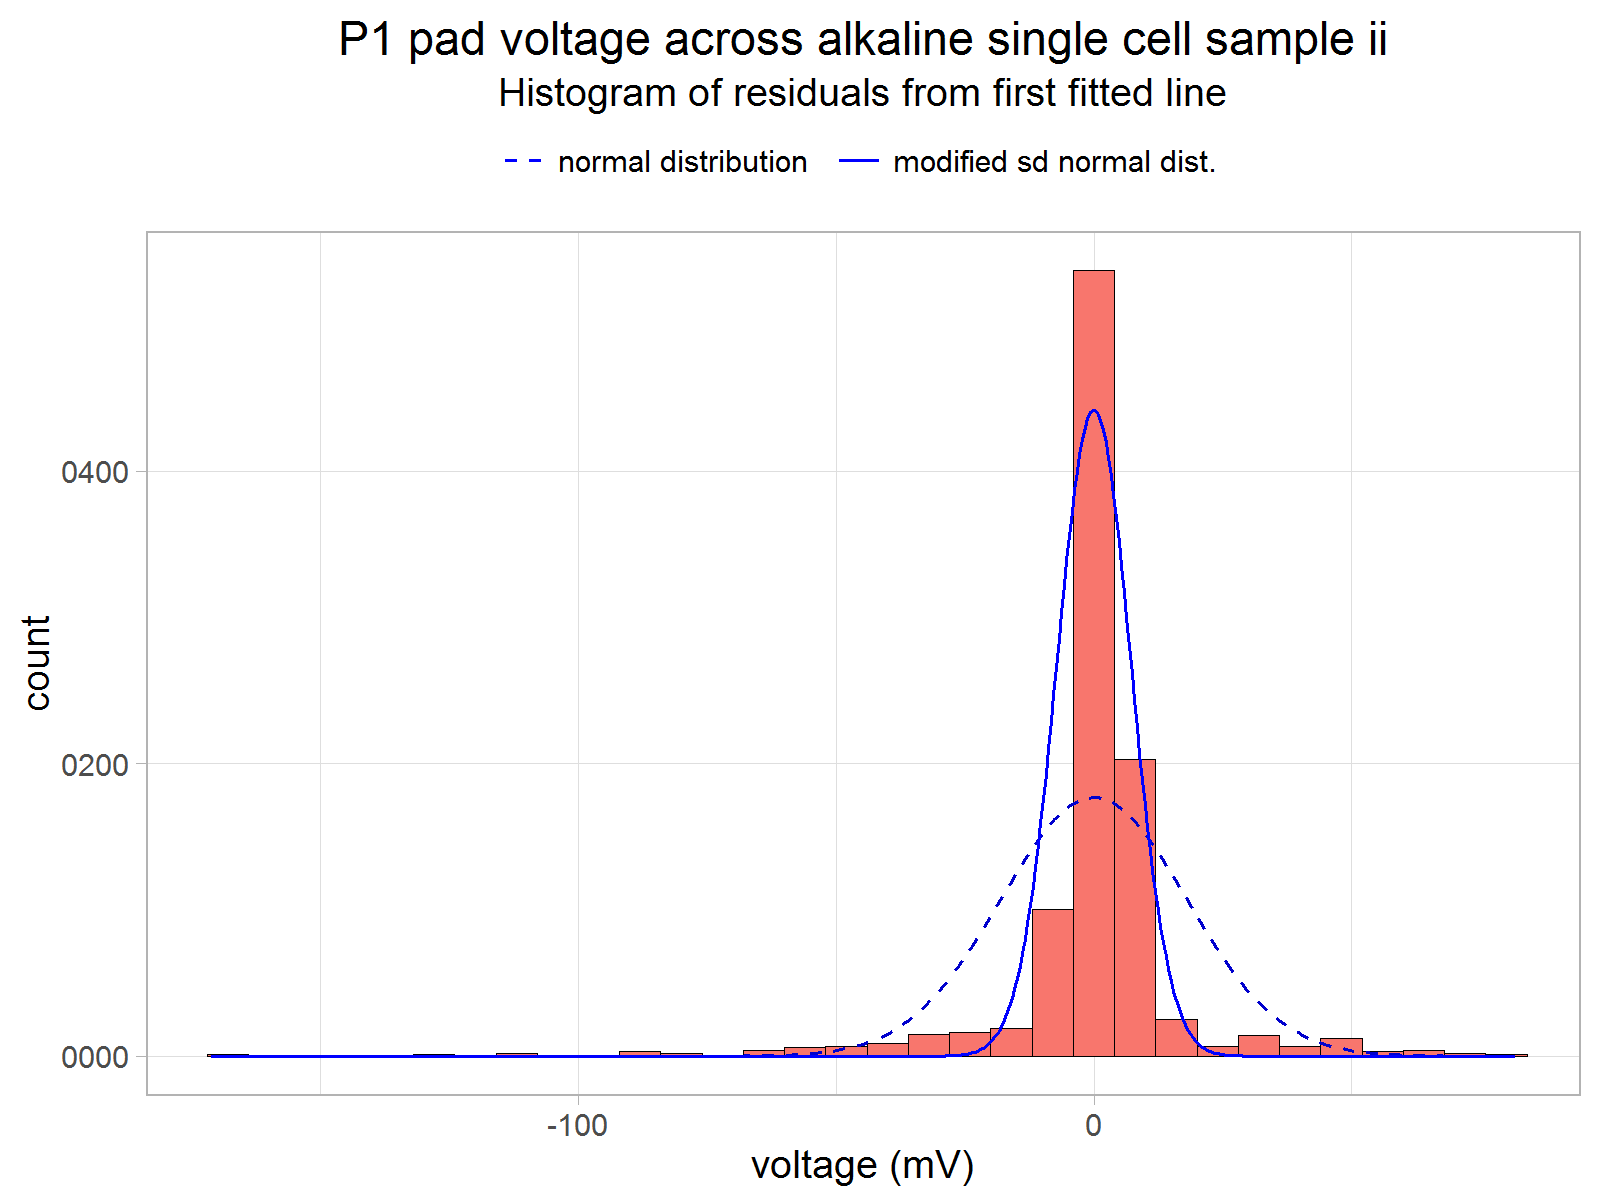 P1 pad voltage across alkaline single cell sample ii
Histogram of residuals from first fitted line
normal distribution modified sd normal dist.
0400
0200
0000
count
-100 0
voltage (mV)